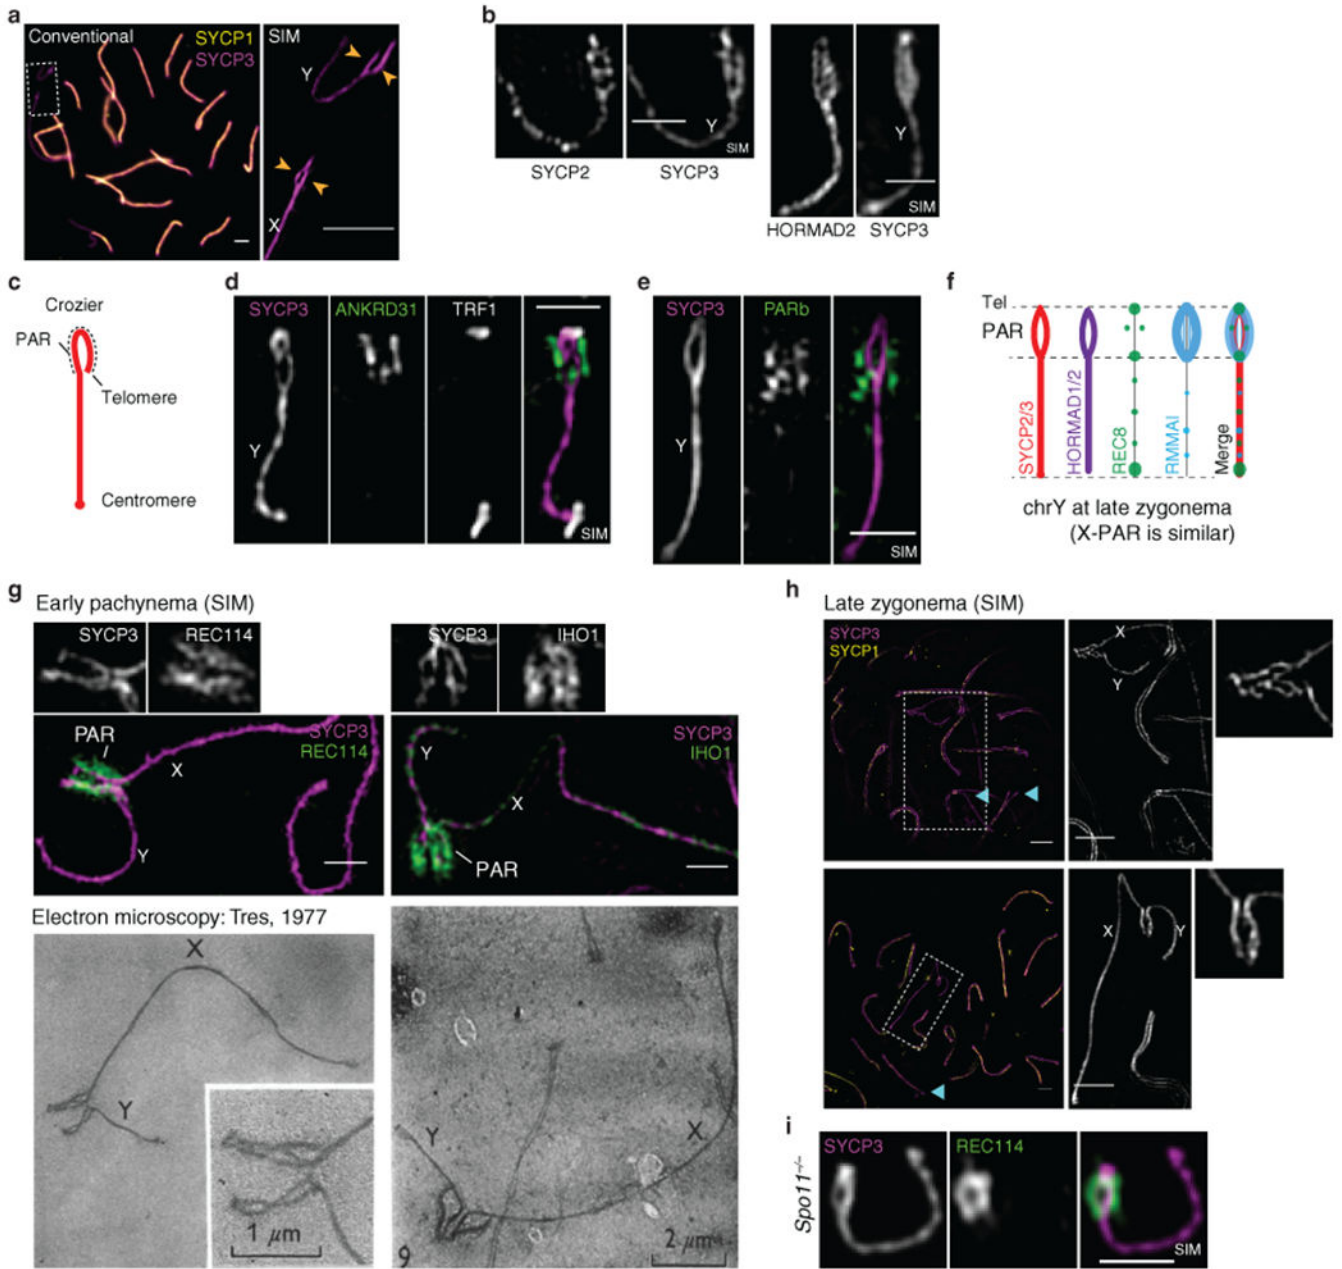 a
Conventional
SYCP1
SYCP3
SIM
Y
X
b
Y
SIM
SYCP2
SYCP3
Y
SIM
HORMAD2
SYCP3
c
Crozier
PAR
Telomere
Centromere
d
SYCP3
ANKRD31
TRF1
Y
SIM
e
SYCP3
PARb
Y
SIM
f
Tel
PAR
SYCP2/3
HORMAD1/2
REC8
RMMAI
Merge
chrY at late zygonema
(X-PAR is similar)
g
Early pachynema (SIM)
SYCP3
REC114
SYCP3
IHO1
PAR
SYCP3
REC114
X
Y
Y
SYCP3
IHO1
X
PAR
Electron microscopy: Tres, 1977
X
Y
1 μm
Y
X
9
2 μm
h
Late zygonema (SIM)
SYCP3
SYCP1
X
Y
X
Y
i
Spo11-/-
SYCP3
REC114
SIM